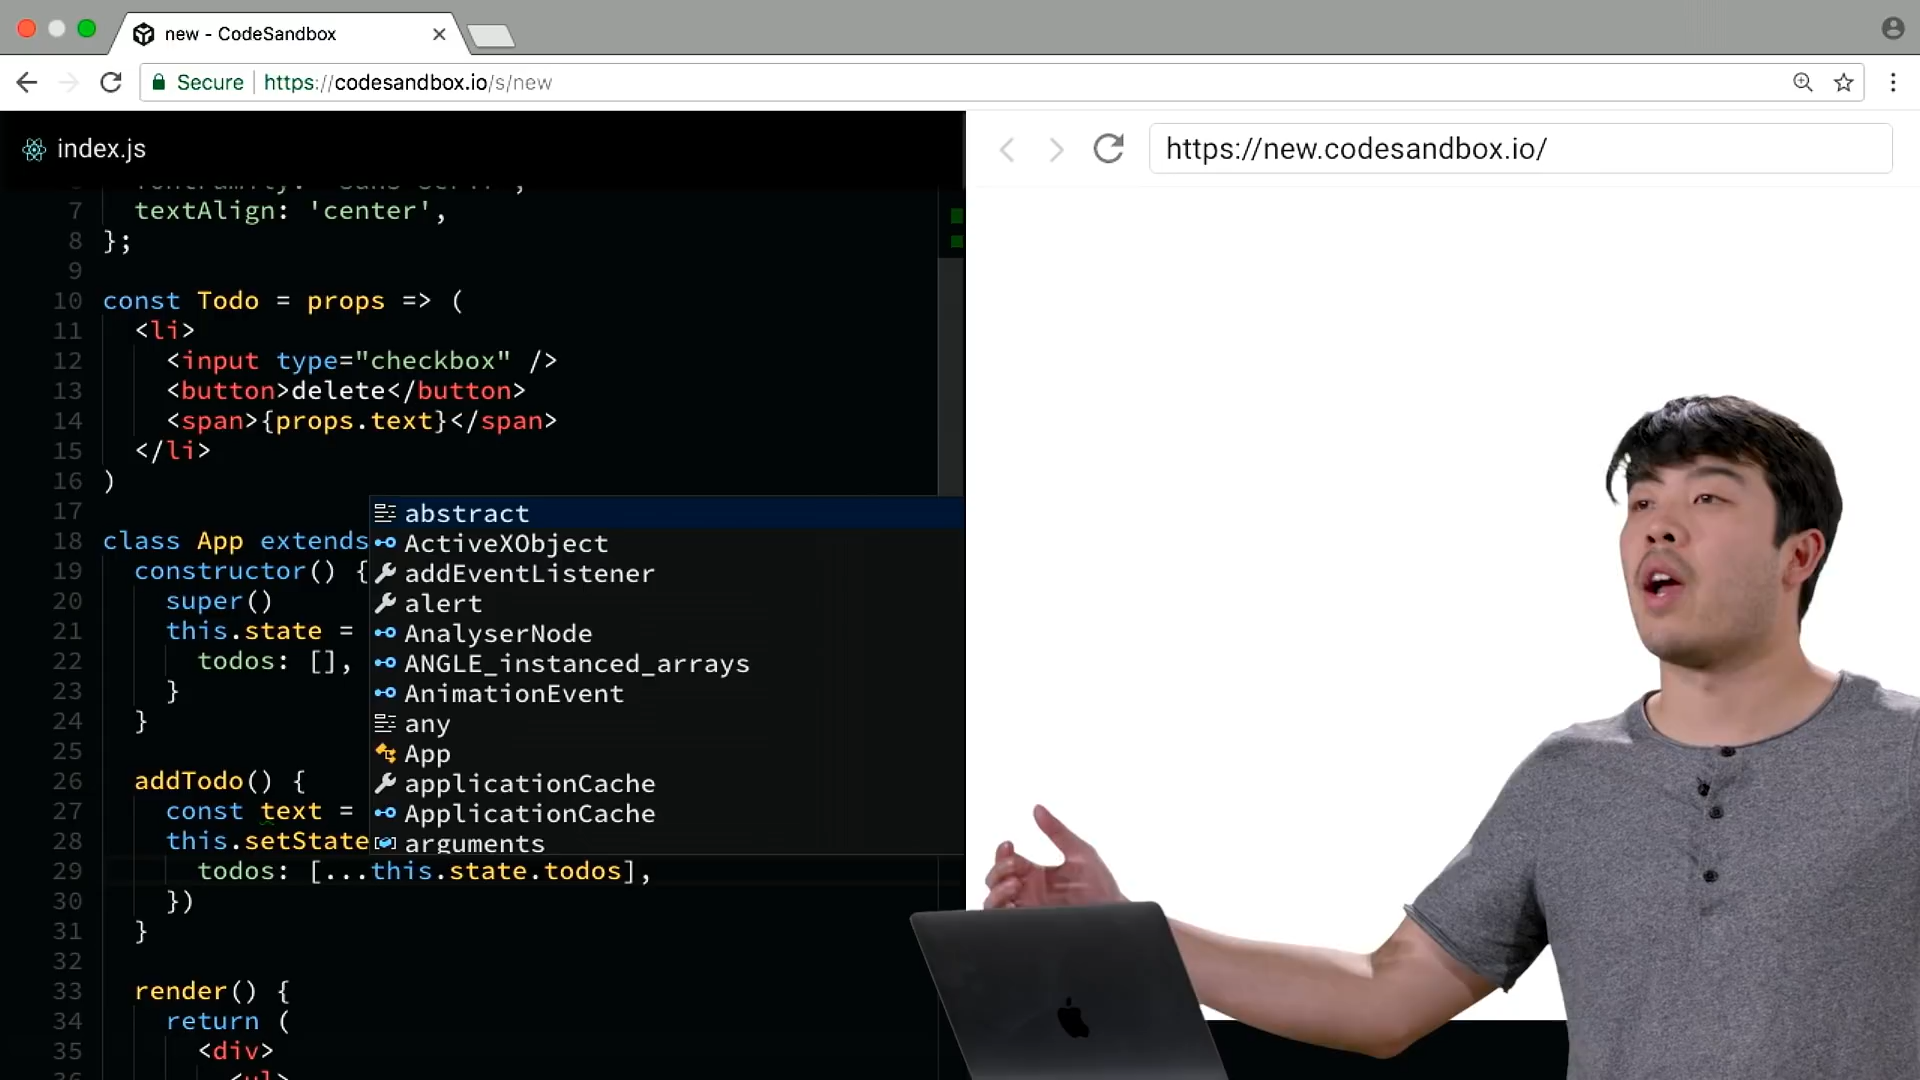 new - CodeSandbox
Secure
https://codesandbox.io/s/new
index.js
https://new.codesandbox.io/
7 textAlign: 'center',
8 };
9
10 const Todo = props => (
11 <li>
12 <input type="checkbox" />
13 <button>delete</button>
14 <span>{props.text}</span>
15 </li>
16 )
17
18 class App extends
19 constructor() {
20 super()
21 this.state =
22 todos: [],
23 }
24 }
25
26 addTodo() {
27 const text =
28 this.setState
29 todos: [...this.state.todos],
30 })
31 }
32
33 render() {
34 return (
35 <div>
abstract
ActiveXObject
addEventListener
alert
AnalyserNode
ANGLE_instanced_arrays
AnimationEvent
any
App
applicationCache
ApplicationCache
arguments